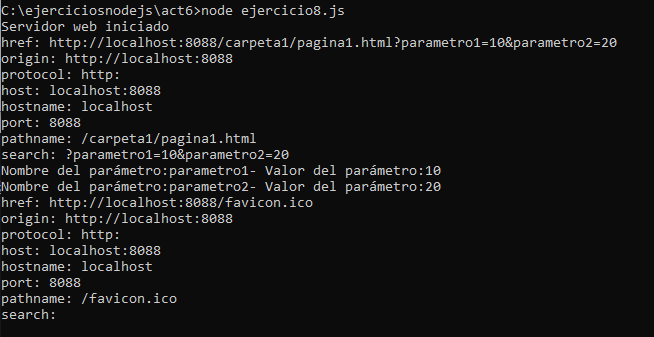 C:\ejerciciosnodejs\act6>node ejercicio8.js
Servidor web iniciado
href: http://localhost:8088/carpeta1/pagina1.html?parametro1=10&parametro2=20
origin: http://localhost:8088
protocol: http:
host: localhost:8088
hostname: localhost
port: 8088
pathname: /carpeta1/pagina1.html
search: ?parametro1=10&parametro2=20
Nombre del parámetro:parametro1- Valor del parámetro:10
Nombre del parámetro:parametro2- Valor del parámetro:20
href: http://localhost:8088/favicon.ico
origin: http://localhost:8088
protocol: http:
host: localhost:8088
hostname: localhost
port: 8088
pathname: /favicon.ico
search: